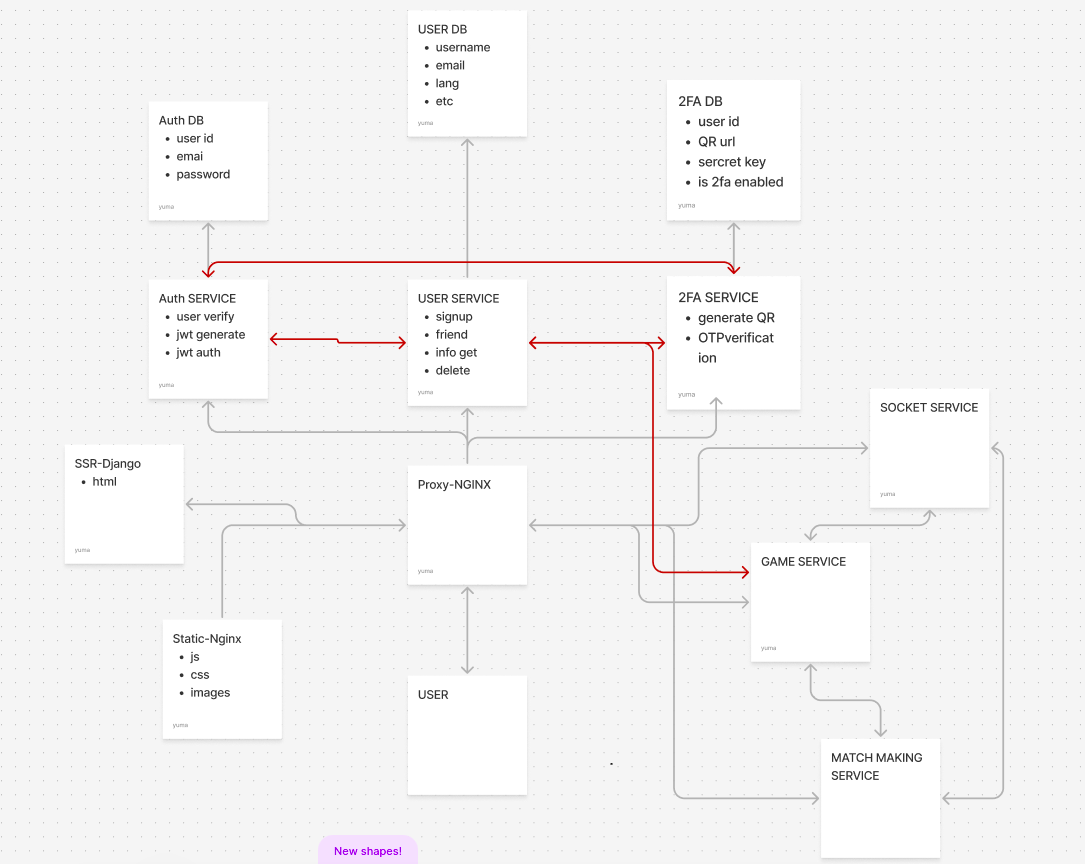 USER DB
• username
• email
• lang
• etc
yuma
Auth DB
• user id
• emai
• password
yuma
2FA DB
• user id
• QR url
• sercret key
• is 2fa enabled
yuma
Auth SERVICE
• user verify
• jwt generate
• jwt auth
yuma
USER SERVICE
• signup
• friend
• info get
• delete
yuma
2FA SERVICE
• generate QR
• OTPverificat
ion
yuma
SOCKET SERVICE
yuma
SSR-Django
• html
yuma
Proxy-NGINX
yuma
GAME SERVICE
yuma
Static-Nginx
• js
• css
• images
yuma
USER
MATCH MAKING
SERVICE
New shapes!